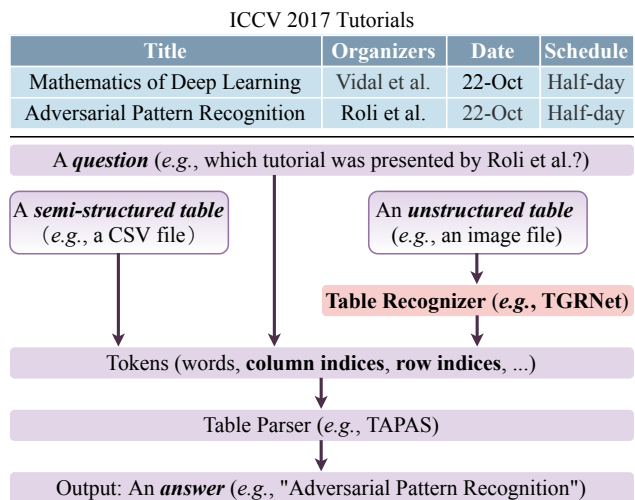 ICCV 2017 Tutorials
Title Organizers Date Schedule
Mathematics of Deep Learning Vidal et al. 22-Oct Half-day
Adversarial Pattern Recognition Roli et al. 22-Oct Half-day
A question (e.g., which tutorial was presented by Roli et al.?)
A semi-structured table
(e.g., a CSV file)
An unstructured table
(e.g., an image file)
Table Recognizer (e.g., TGRNet)
Tokens (words, column indices, row indices, ...)
Table Parser (e.g., TAPAS)
Output: An answer (e.g., "Adversarial Pattern Recognition")